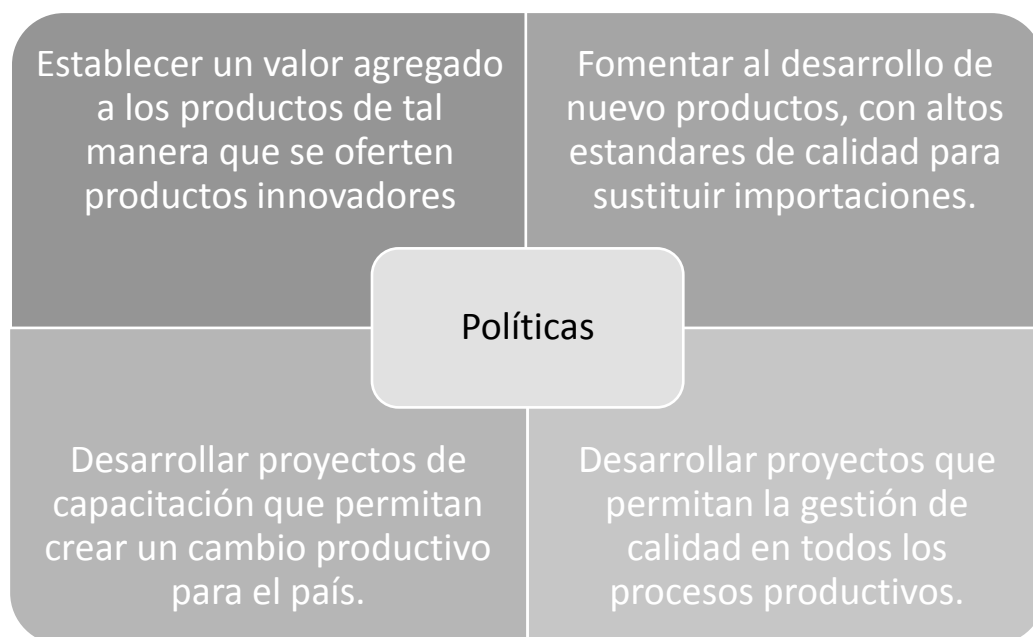 Establecer un valor agregado
a los productos de tal
manera que se oferten
productos innovadores
Fomentar al desarrollo de
nuevo productos, con altos
estandares de calidad para
sustituir importaciones.
Políticas
Desarrollar proyectos de
capacitación que permitan
crear un cambio productivo
para el país.
Desarrollar proyectos que
permitan la gestión de
calidad en todos los
procesos productivos.